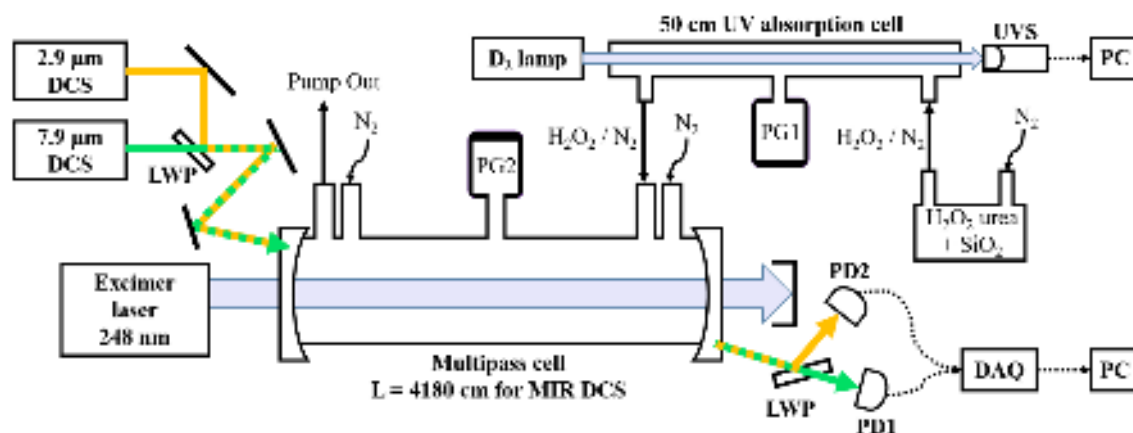 50 cm UV absorption cell
UVS
2.9 µm
DCS
D₂ lamp
PC
Pump Out
7.9 µm
DCS
N₂
H₂O₂ / N₂
N₂
PG1
H₂O₂ / N₂
N₂
LWP
PG2
H₂O₂ urea
+ SiO₂
Excimer
laser
248 nm
PD2
Multipass cell
L = 4180 cm for MIR DCS
LWP
PD1
DAQ
PC